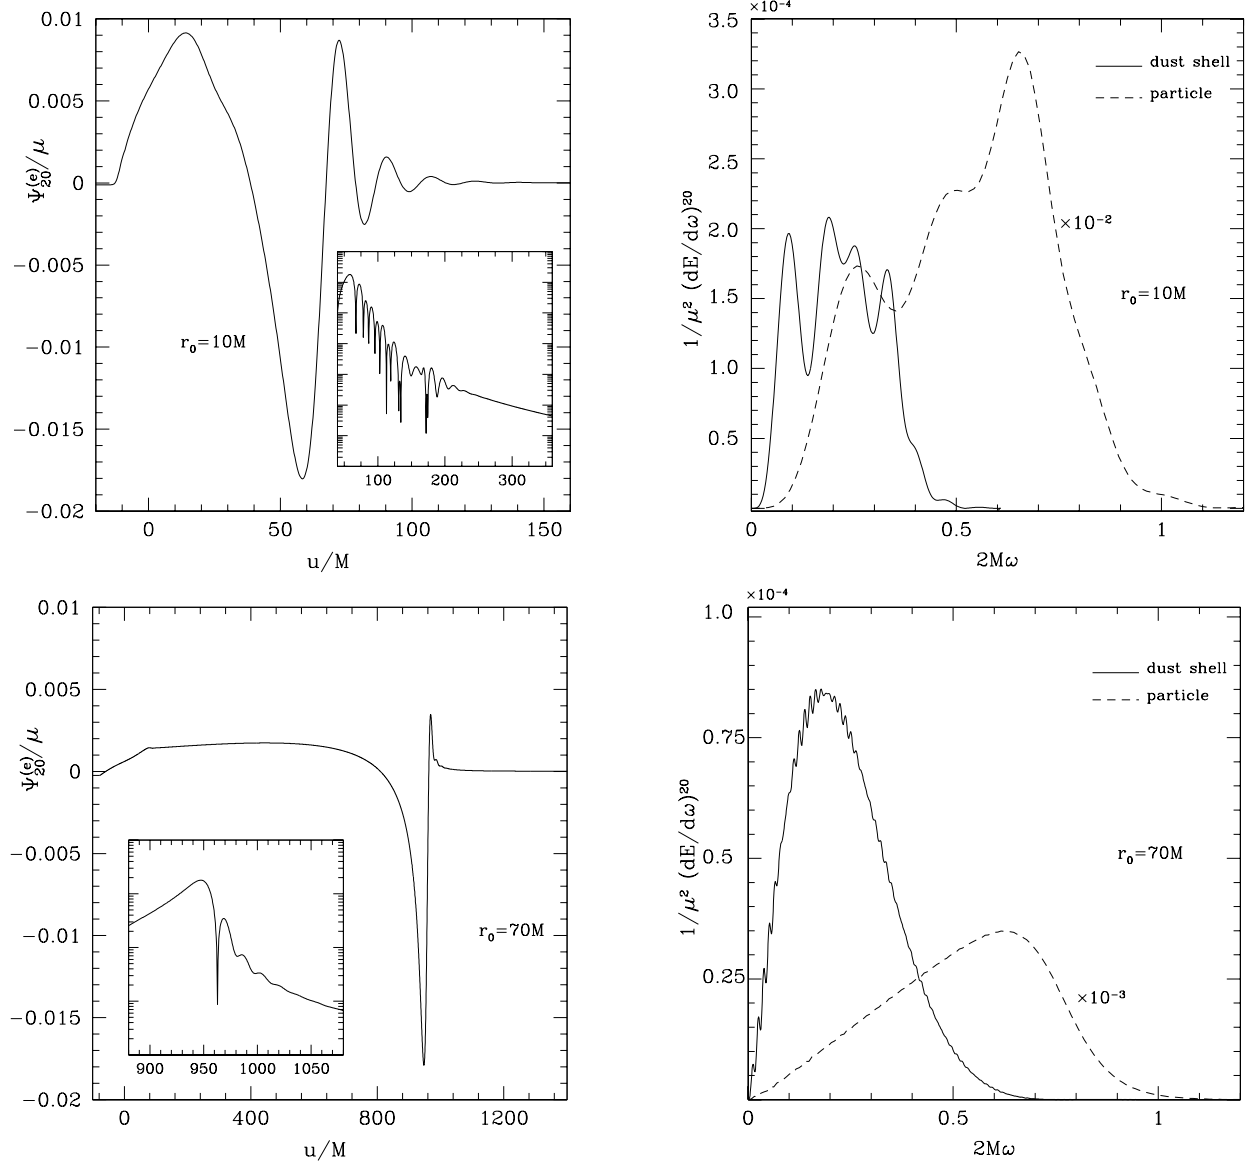 0.01
0.005
0
−0.005
−0.01
−0.015
−0.02
Ψ₂₀⁽ᵉ⁾/μ
r₀=10M
100 200 300
0 50 100 150
u/M
×10⁻⁴
3.5
3.0
2.5
2.0
1.5
1.0
0.5
1/μ² (dE/dω)²⁰
dust shell
particle
×10⁻²
r₀=10M
0 0.5 1
2Mω
0.01
0.005
0
−0.005
−0.01
−0.015
−0.02
Ψ₂₀⁽ᵉ⁾/μ
r₀=70M
900 950 1000 1050
0 400 800 1200
u/M
×10⁻⁴
1.0
0.75
0.5
0.25
1/μ² (dE/dω)²⁰
dust shell
particle
r₀=70M
×10⁻³
0 0.5 1
2Mω